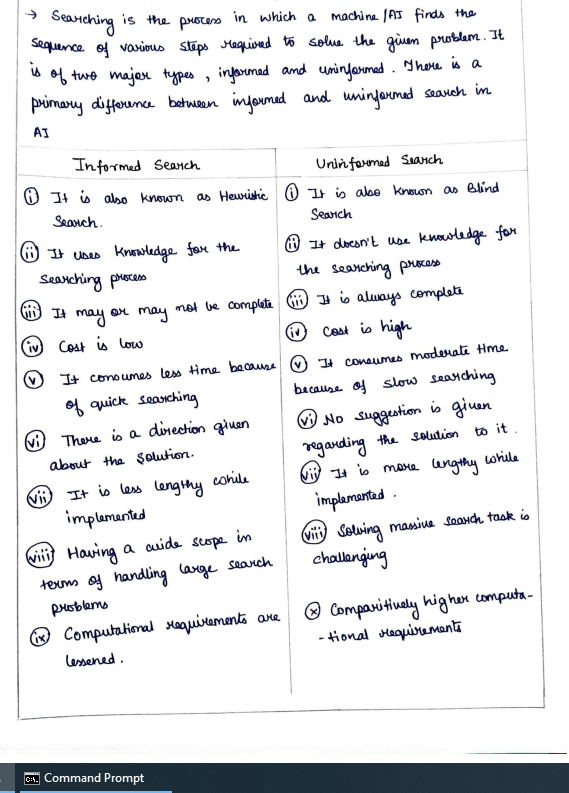 → Searching is the process in which a machine/AI finds the
sequence of various steps required to solve the given problem. It
is of two major types, informed and uninformed. There is a
primary difference between informed and uninformed search in
AI
Informed Search
(i) It is also known as Heuristic
Search.
(ii) It uses Knowledge for the
searching process
(iii) It may or may not be complete
(iv) Cost is low
(v) It consumes less time because
of quick searching
(vi) There is a direction given
about the solution.
(vii) It is less lengthy while
implemented
(viii) Having a wide scope in
terms of handling large search
problems
(ix) Computational requirements are
lessened.
Uninformed Search
(i) It is also known as Blind
Search
(ii) It doesn't use knowledge for
the searching process
(iii) It is always complete
(iv) Cost is high
(v) It consumes moderate time
because of slow searching
(vi) No suggestion is given
regarding the solution to it.
(vii) It is more lengthy while
implemented.
(viii) Solving massive search task is
challenging
(x) Comparitively higher computa-
-tional requirements
Command Prompt